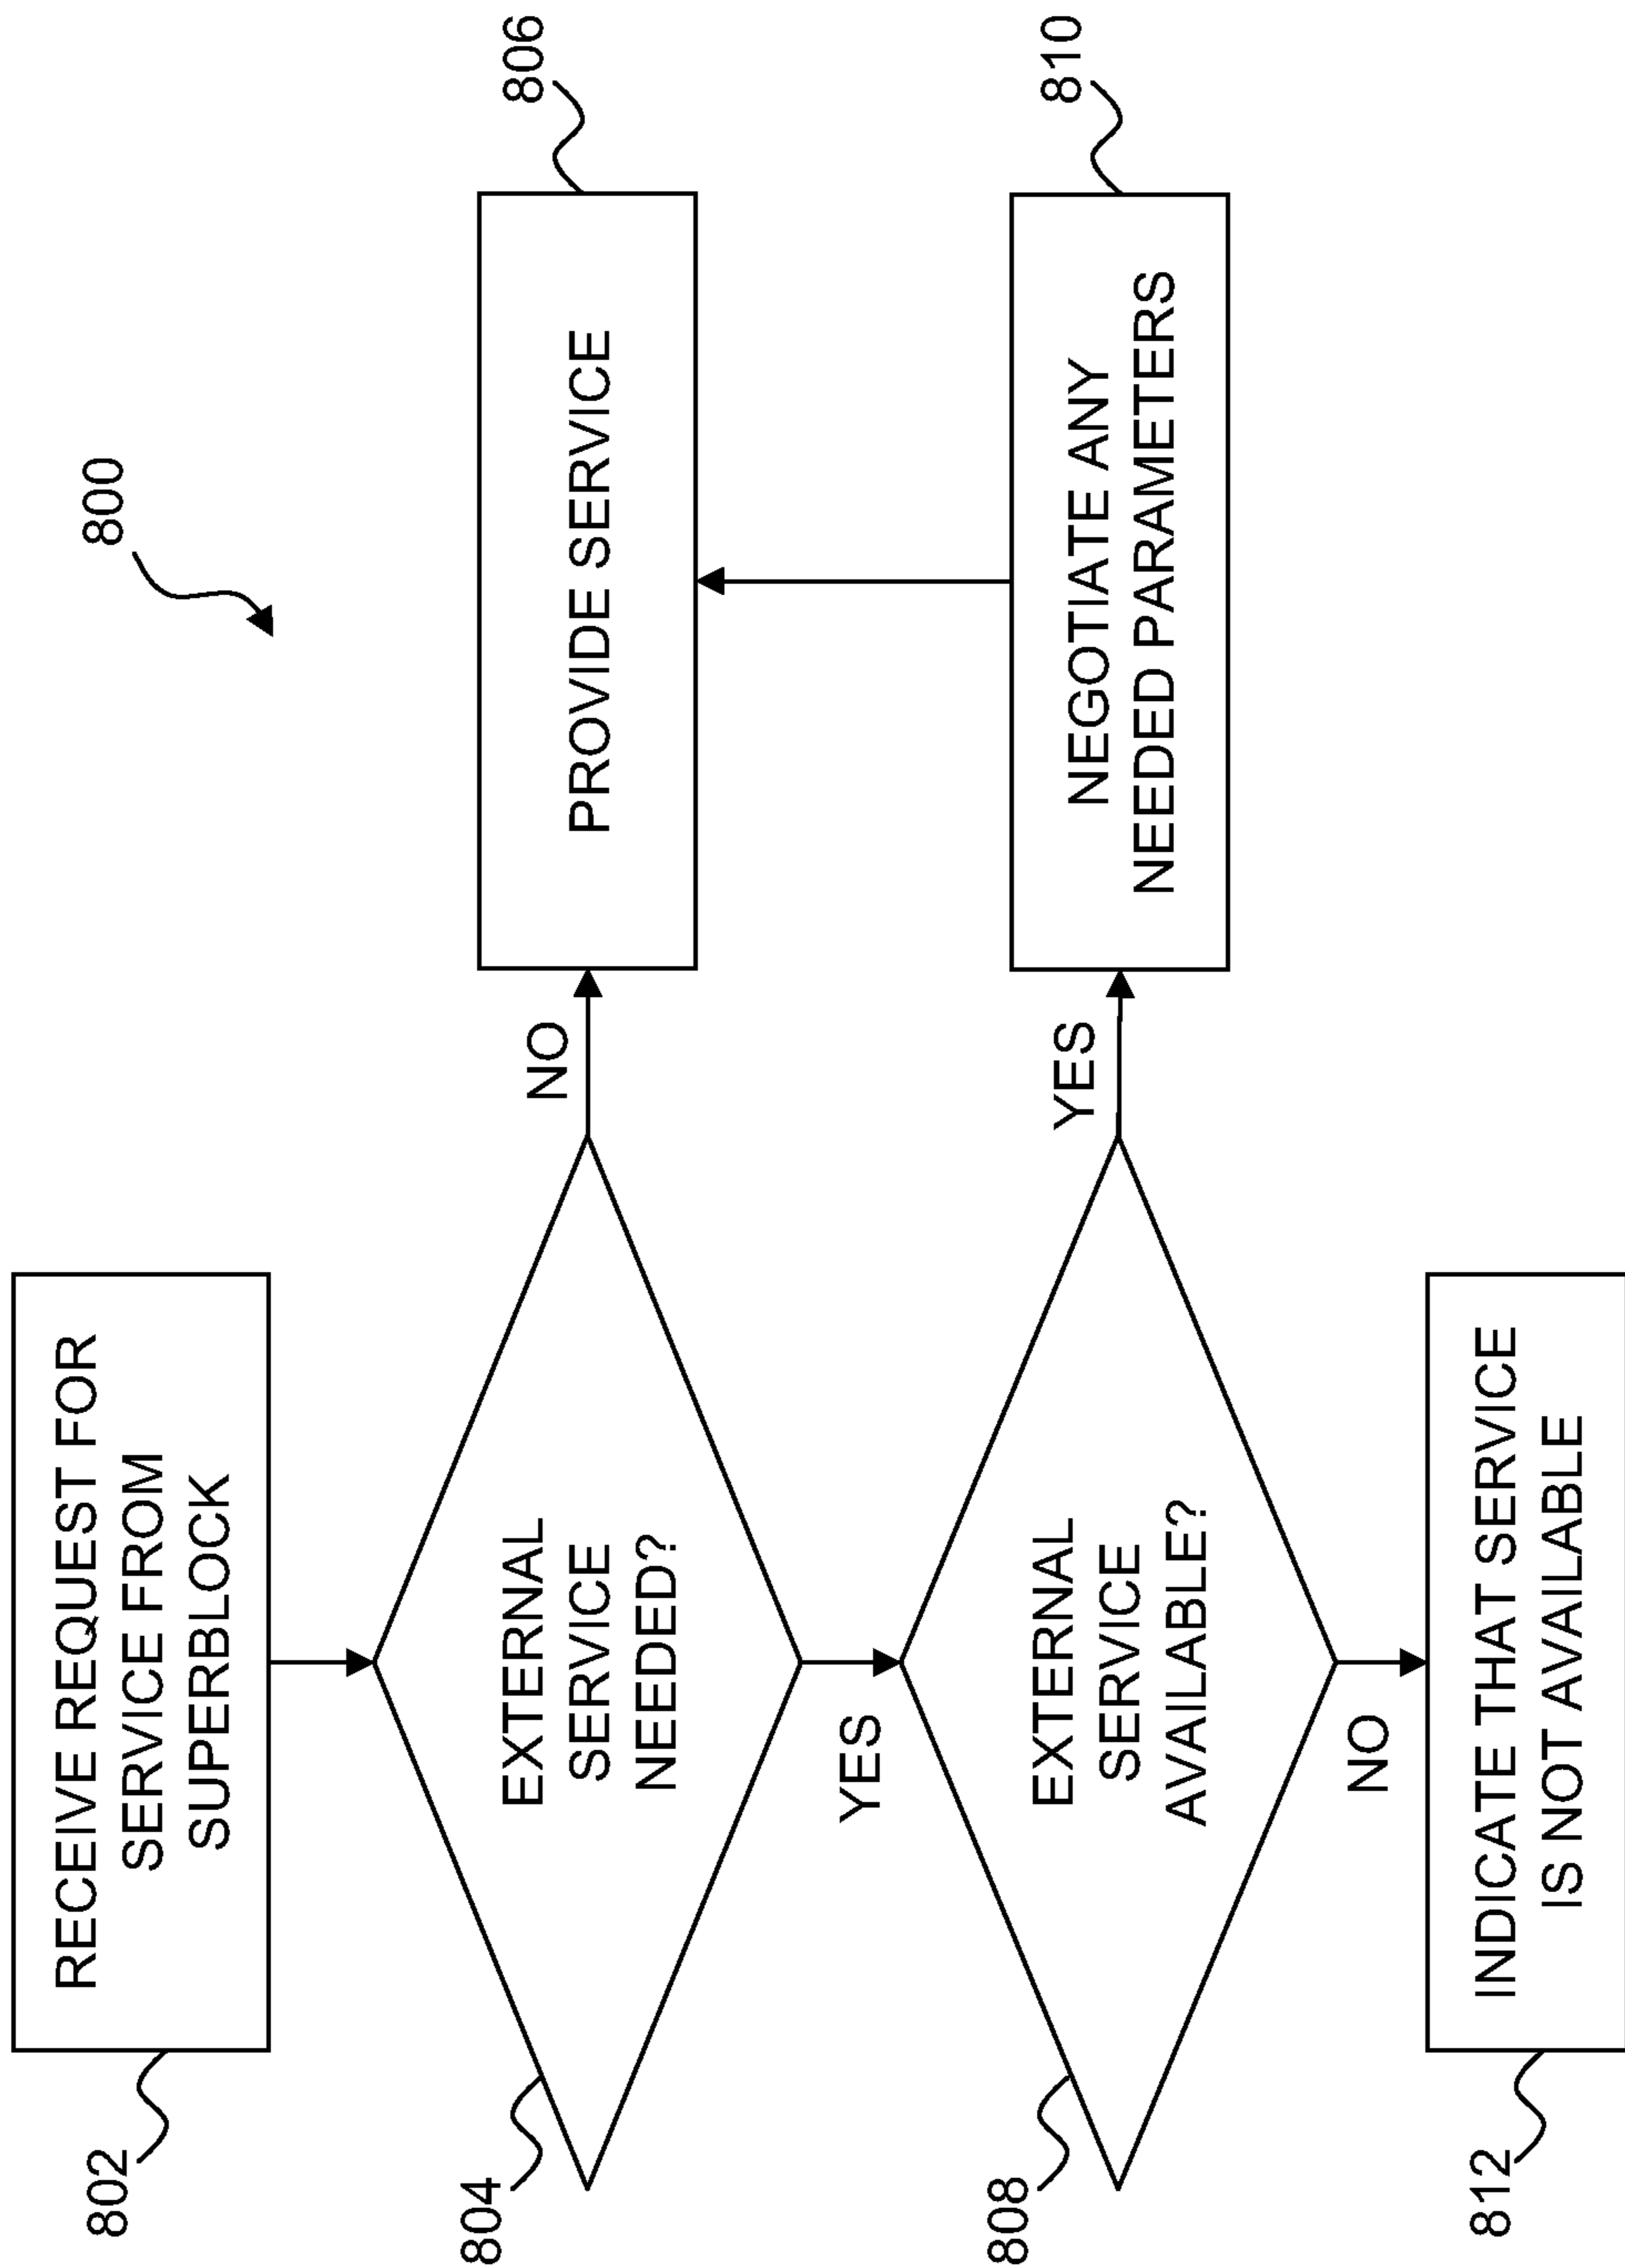 800
802
RECEIVE REQUEST FOR
SERVICE FROM
SUPERBLOCK
804
EXTERNAL
SERVICE
NEEDED?
NO
PROVIDE SERVICE
806
YES
808
EXTERNAL
SERVICE
AVAILABLE?
YES
NEGOTIATE ANY
NEEDED PARAMETERS
810
NO
812
INDICATE THAT SERVICE
IS NOT AVAILABLE